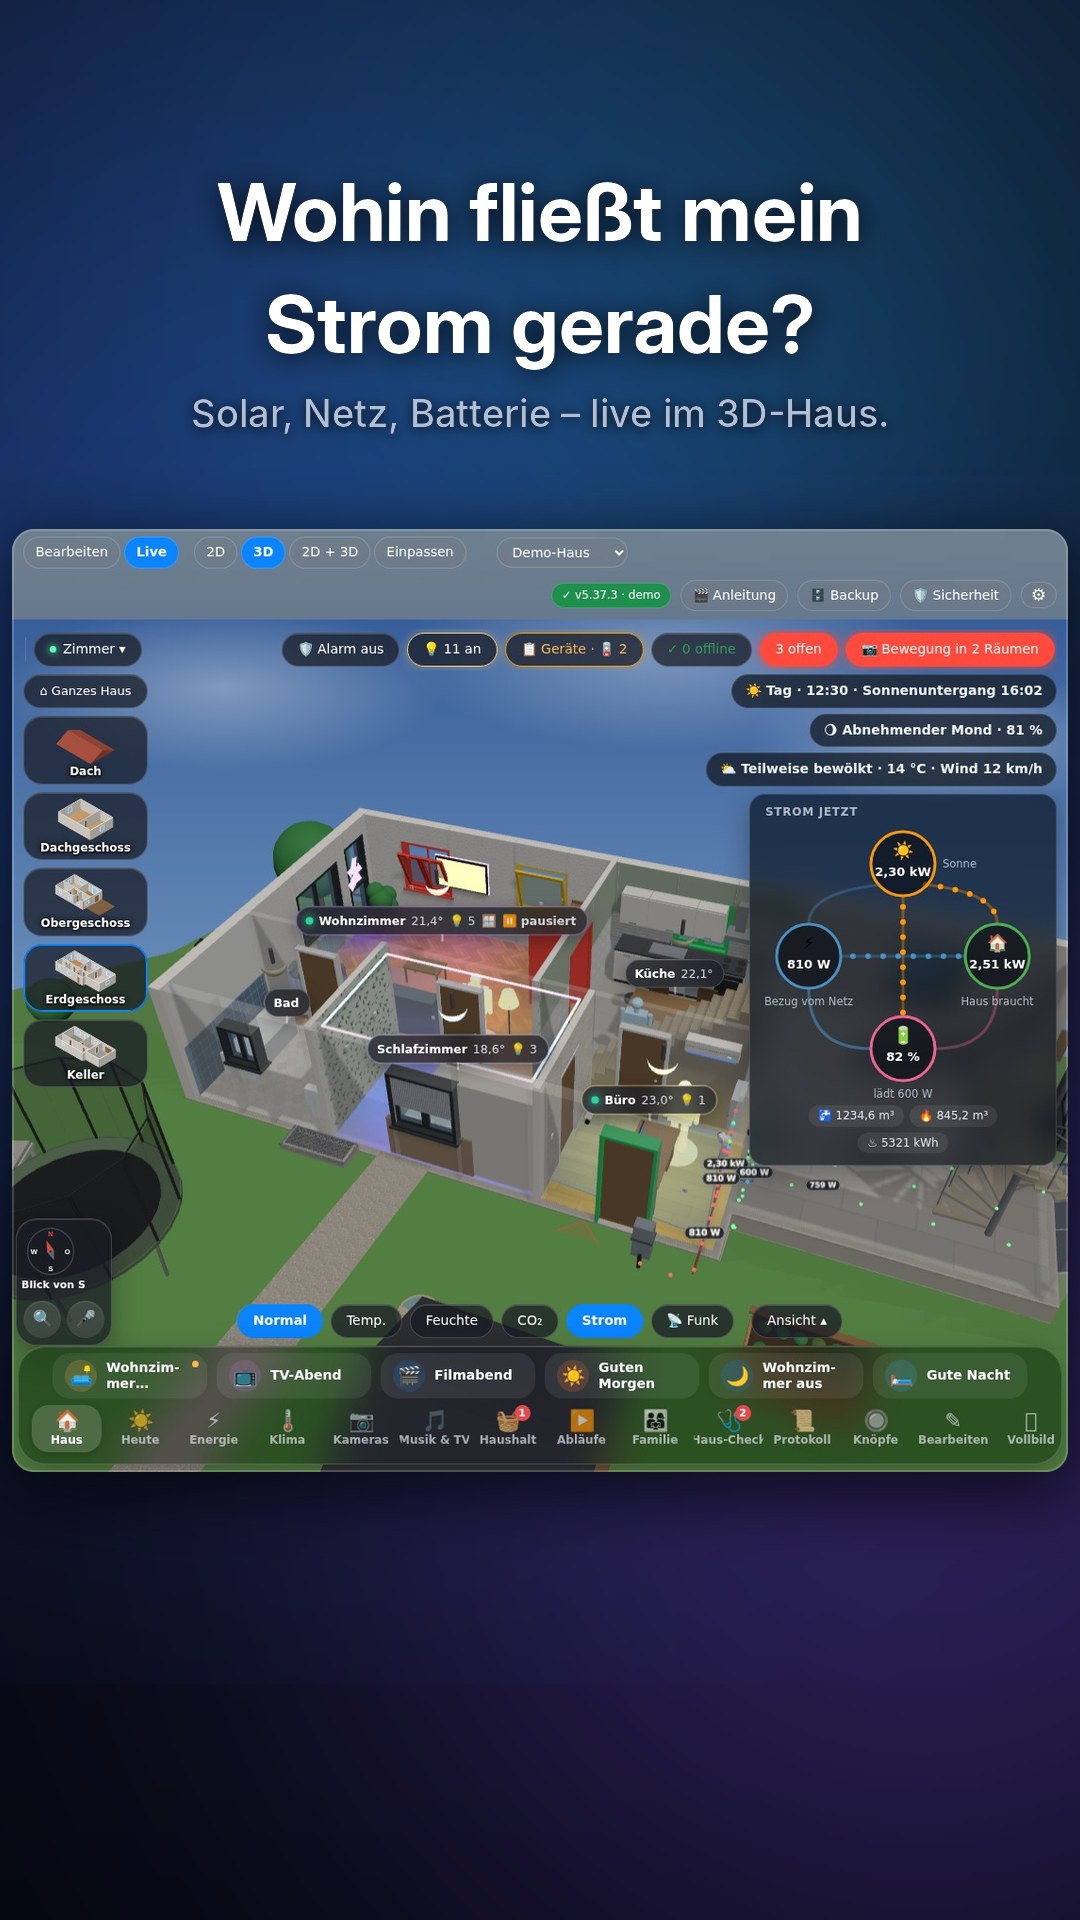 Wohin fließt mein
Strom gerade?
Solar, Netz, Batterie – live im 3D-Haus.
Bearbeiten Live 2D 3D 2D + 3D Einpassen Demo-Haus
✓ v5.37.3 · demo Anleitung Backup Sicherheit
Zimmer ▾ Alarm aus 11 an Geräte · 2 ✓ 0 offline 3 offen Bewegung in 2 Räumen
⌂ Ganzes Haus
Tag · 12:30 · Sonnenuntergang 16:02
Abnehmender Mond · 81 %
Teilweise bewölkt · 14 °C · Wind 12 km/h
Dach
Dachgeschoss
Obergeschoss
Erdgeschoss
Keller
STROM JETZT
2,30 kW Sonne
810 W 2,51 kW
Bezug vom Netz Haus braucht
82 %
lädt 600 W
1234,6 m³ 845,2 m³
5321 kWh
Wohnzimmer 21,4° 5 pausiert
Küche 22,1°
Bad
Schlafzimmer 18,6° 3
Büro 23,0° 1
2,30 kW
810 W 600 W
759 W
810 W
N
W O
S
Blick von S
Normal Temp. Feuchte CO₂ Strom Funk Ansicht ▴
Wohnzim-
mer…
TV-Abend
Filmabend
Guten
Morgen
Wohnzim-
mer aus
Gute Nacht
1 2
Haus Heute Energie Klima Kameras Musik & TV Haushalt Abläufe Familie Haus-Check Protokoll Knöpfe Bearbeiten Vollbild